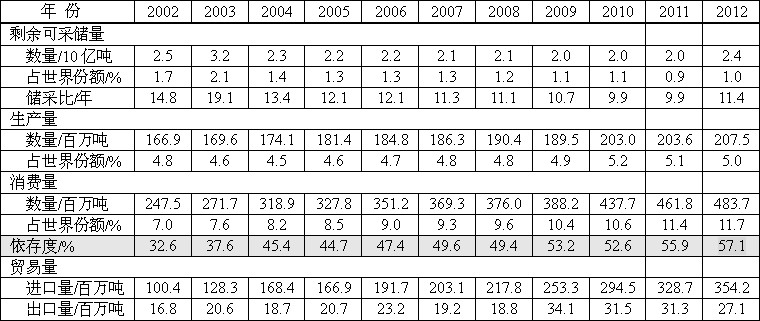 年 份 2002 2003 2004 2005 2006 2007 2008 2009 2010 2011 2012
剩余可采储量
数量/10亿吨 2.5 3.2 2.3 2.2 2.2 2.1 2.1 2.0 2.0 2.0 2.4
占世界份额/% 1.7 2.1 1.4 1.3 1.3 1.3 1.2 1.1 1.1 0.9 1.0
储采比/年 14.8 19.1 13.4 12.1 12.1 11.3 11.1 10.7 9.9 9.9 11.4
生产量
数量/百万吨 166.9 169.6 174.1 181.4 184.8 186.3 190.4 189.5 203.0 203.6 207.5
占世界份额/% 4.8 4.6 4.5 4.6 4.7 4.8 4.8 4.9 5.2 5.1 5.0
消费量
数量/百万吨 247.5 271.7 318.9 327.8 351.2 369.3 376.0 388.2 437.7 461.8 483.7
占世界份额/% 7.0 7.6 8.2 8.5 9.0 9.3 9.6 10.4 10.6 11.4 11.7
依存度/% 32.6 37.6 45.4 44.7 47.4 49.6 49.4 53.2 52.6 55.9 57.1
贸易量
进口量/百万吨 100.4 128.3 168.4 166.9 191.7 203.1 217.8 253.3 294.5 328.7 354.2
出口量/百万吨 16.8 20.6 18.7 20.7 23.2 19.2 18.8 34.1 31.5 31.3 27.1